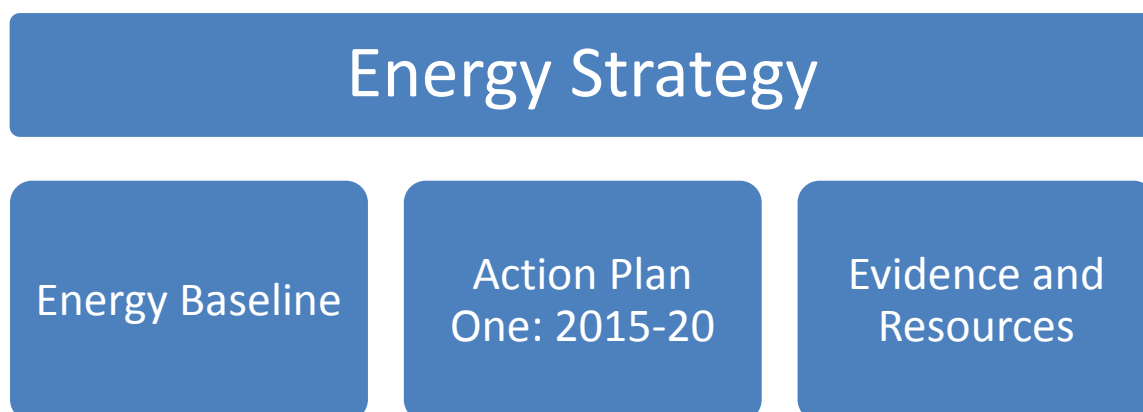 Energy Strategy
Energy Baseline
Action Plan
One: 2015-20
Evidence and
Resources